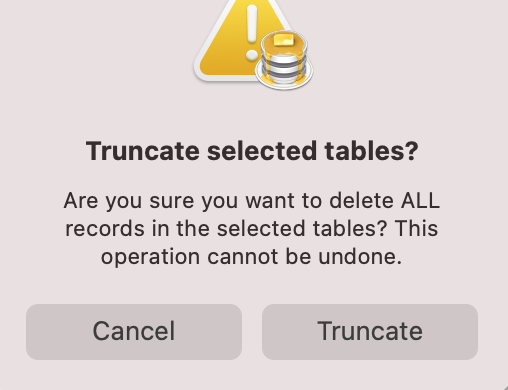 Truncate selected tables?
Are you sure you want to delete ALL
records in the selected tables? This
operation cannot be undone.
Cancel
Truncate